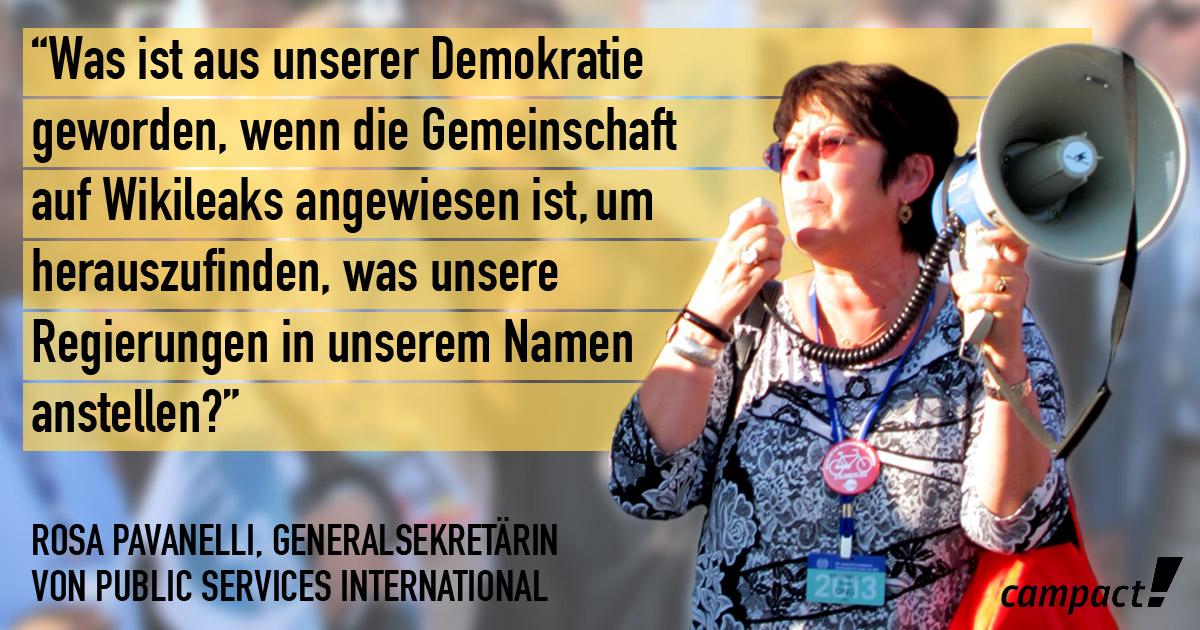 “Was ist aus unserer Demokratie
geworden, wenn die Gemeinschaft
auf Wikileaks angewiesen ist, um
herauszufinden, was unsere
Regierungen in unserem Namen
anstellen?”
ROSA PAVANELLI, GENERALSEKRETÄRIN
VON PUBLIC SERVICES INTERNATIONAL
2013
campact!